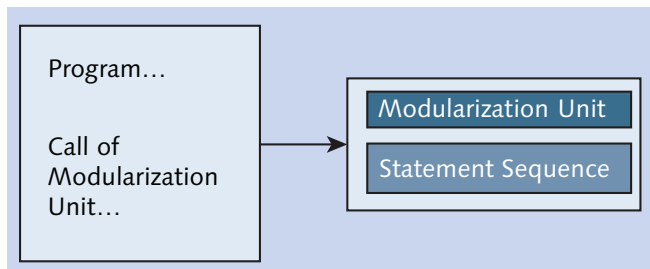 Program…
Call of
Modularization
Unit…
Modularization Unit
Statement Sequence